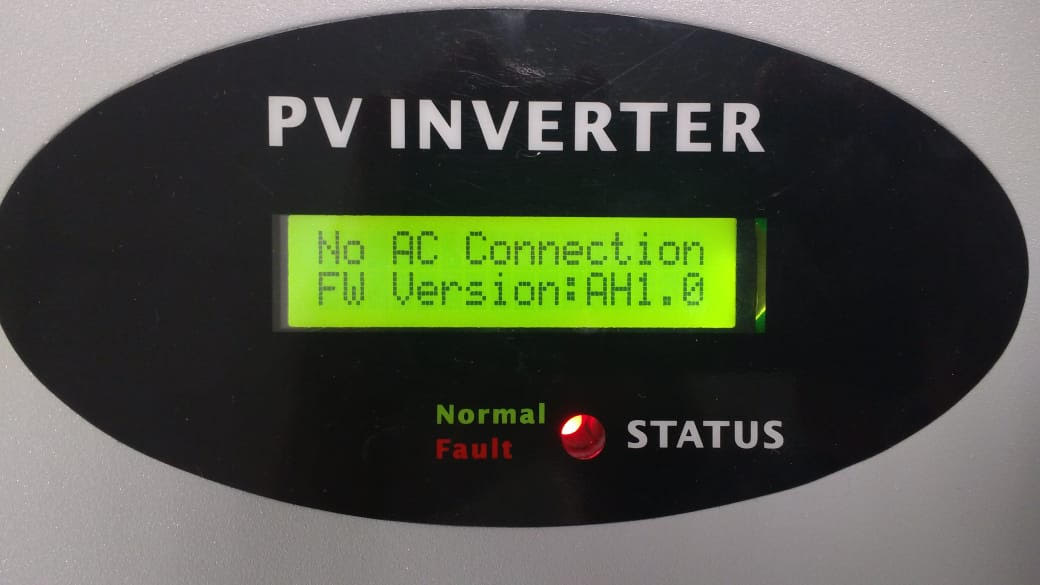 PV INVERTER
No AC Connection
FW Version:AH1.0
Normal
Fault
STATUS